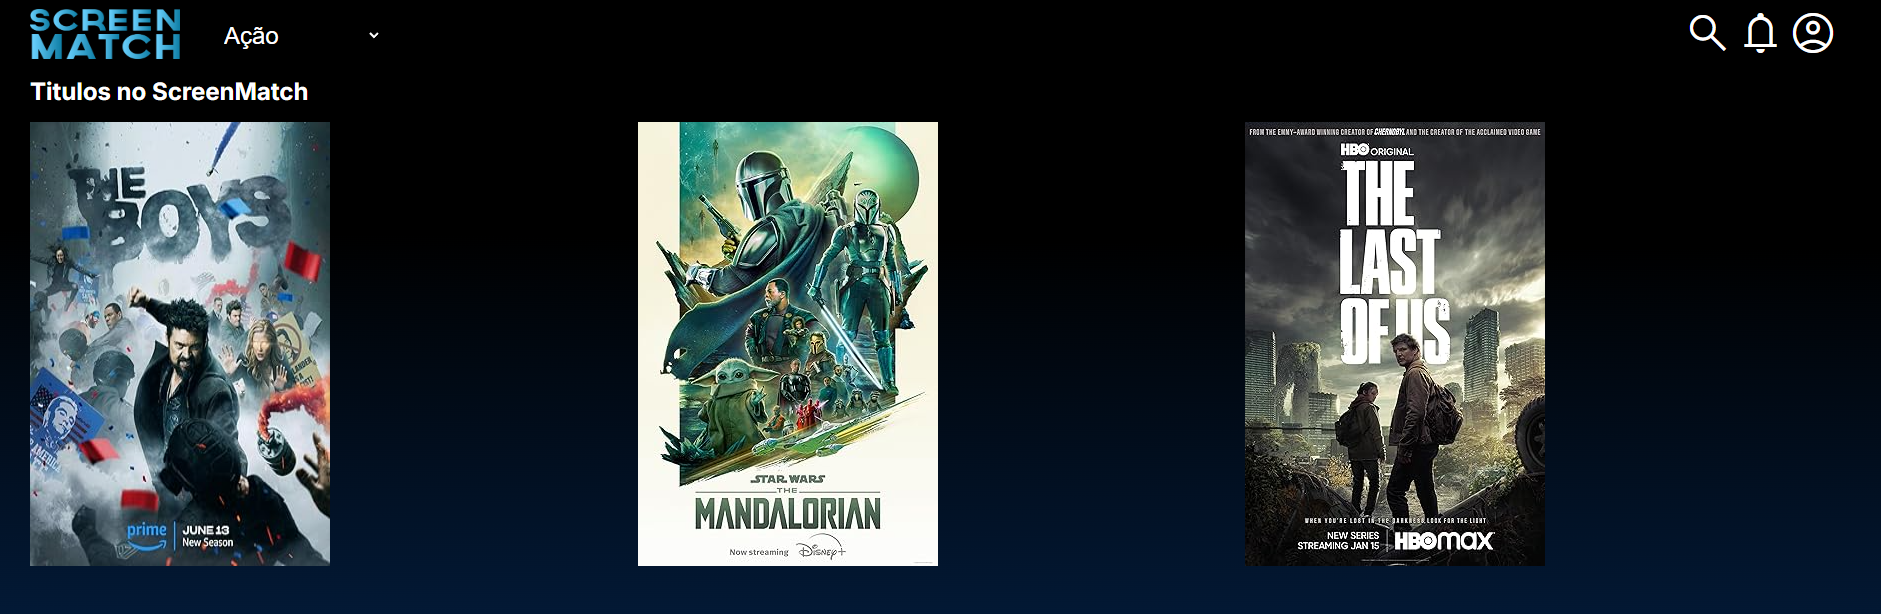 SCREEN
MATCH
Ação
Titulos no ScreenMatch
THE
BOYS
prime
JUNE 13
New Season
STAR WARS
THE
MANDALORIAN
Now streaming Disney+
FROM THE EMMY-AWARD WINNING CREATOR OF CHERNOBYL AND THE CREATOR OF THE ACCLAIMED VIDEO GAME
HBO ORIGINAL
THE
LAST
OF US
WHEN YOU'RE LOST IN THE DARKNESS LOOK FOR THE LIGHT
NEW SERIES
STREAMING JAN 15
HBOMAX